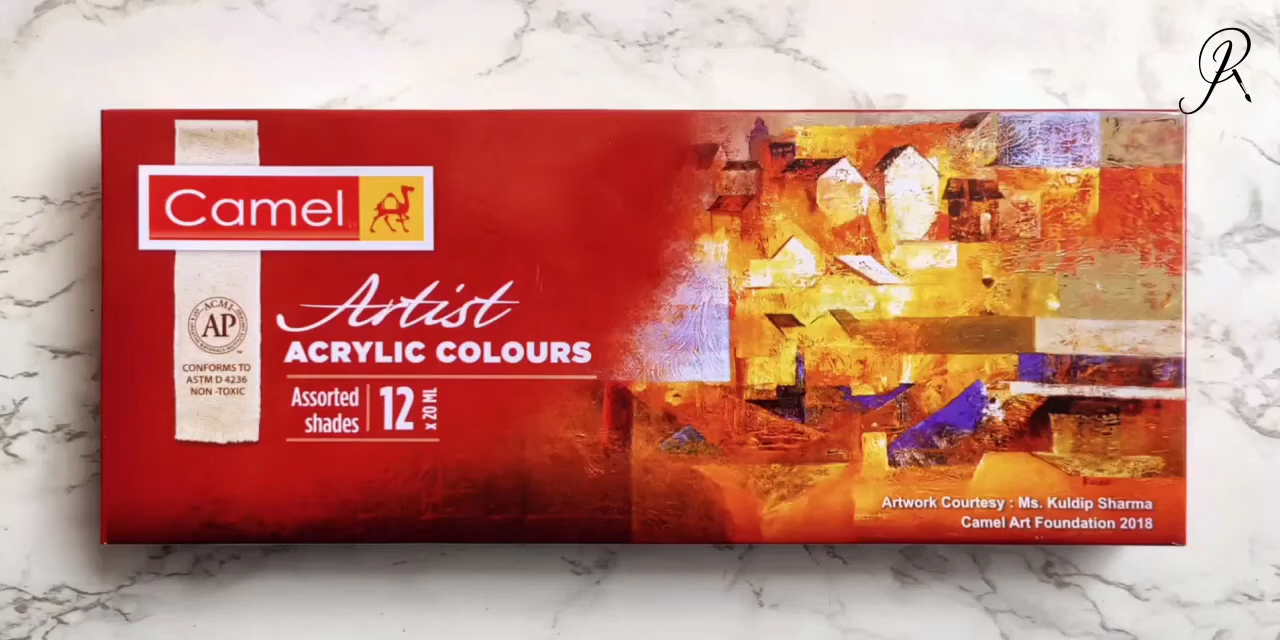 Camel
ACMI
AP
CONFORMS TO
ASTM D 4236
NON -TOXIC
Artist
ACRYLIC COLOURS
Assorted
shades
12
x 20 ML
Artwork Courtesy : Ms. Kuldip Sharma
Camel Art Foundation 2018